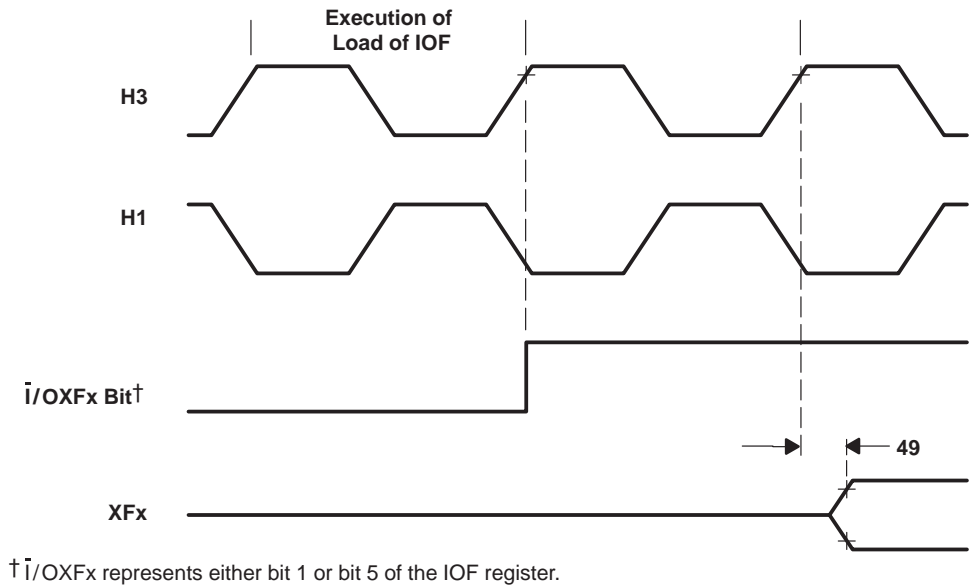 Execution of
Load of IOF
H3
H1
Ī/OXFx Bit†
49
XFx
† Ī/OXFx represents either bit 1 or bit 5 of the IOF register.